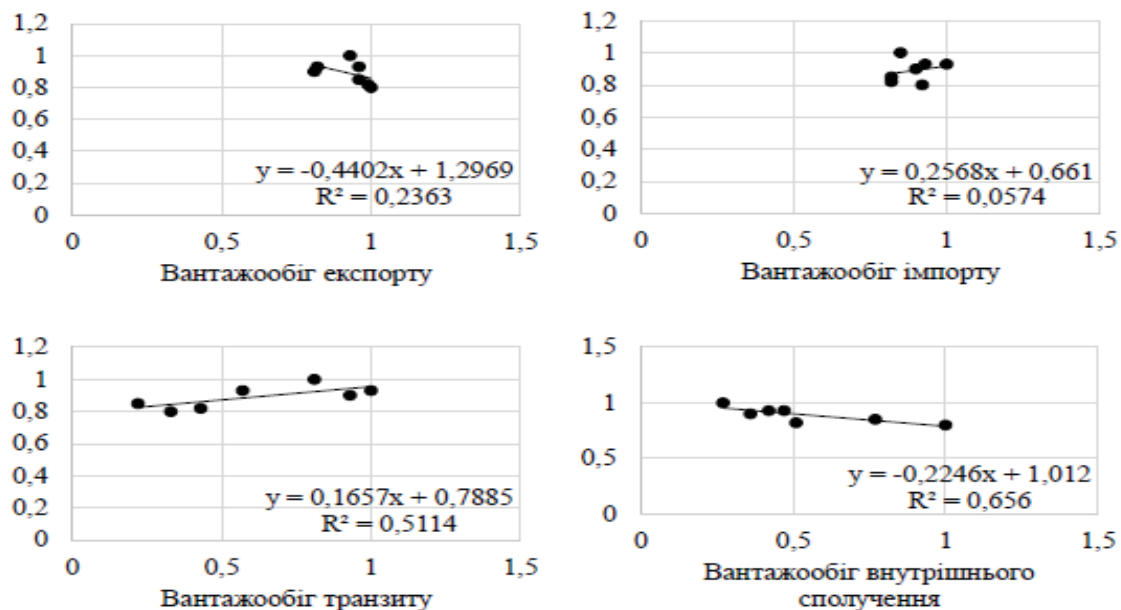 1,2
1
0,8
0,6
0,4
0,2
0
y = -0,4402x + 1,2969
R² = 0,2363
0 0,5 1 1,5
Вантажообіг експорту
1,2
1
0,8
0,6
0,4
0,2
0
y = 0,2568x + 0,661
R² = 0,0574
0 0,5 1 1,5
Вантажообіг імпорту
1,2
1
0,8
0,6
0,4
0,2
0
y = 0,1657x + 0,7885
R² = 0,5114
0 0,5 1 1,5
Вантажообіг транзиту
1,5
1
0,5
0
y = -0,2246x + 1,012
R² = 0,656
0 0,5 1 1,5
Вантажообіг внутрішнього
сполучення